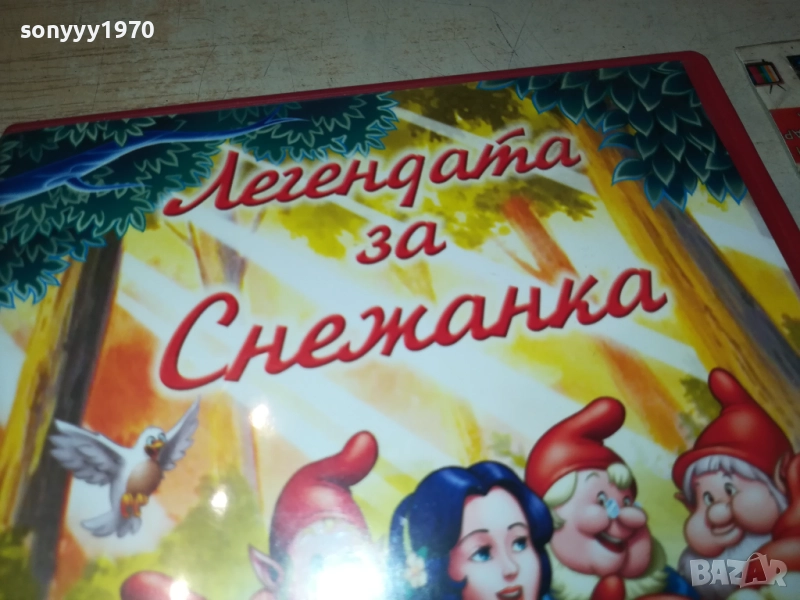 sonyyy1970
Легендата
за
Снежанка
BAZAR